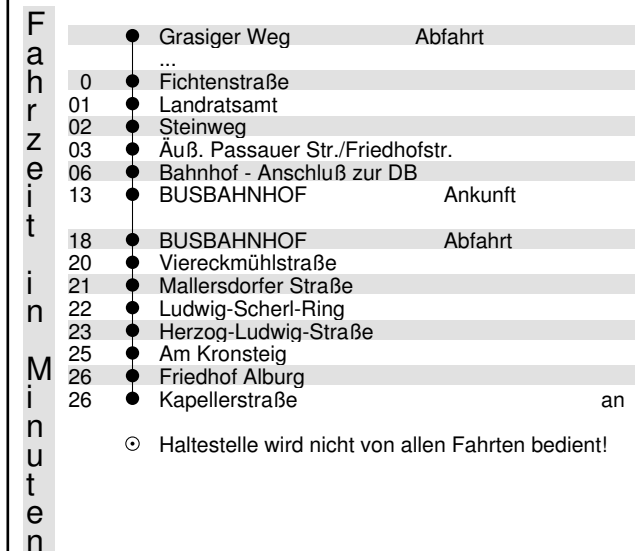 Fahrzeit in Minuten
Grasiger Weg Abfahrt
...
0 Fichtenstraße
01 Landratsamt
02 Steinweg
03 Äuß. Passauer Str./Friedhofstr.
06 Bahnhof - Anschluß zur DB
13 BUSBAHNHOF Ankunft
18 BUSBAHNHOF Abfahrt
20 Viereckmühlstraße
21 Mallersdorfer Straße
22 Ludwig-Scherl-Ring
23 Herzog-Ludwig-Straße
25 Am Kronsteig
26 Friedhof Alburg
26 Kapellerstraße an
☉ Haltestelle wird nicht von allen Fahrten bedient!